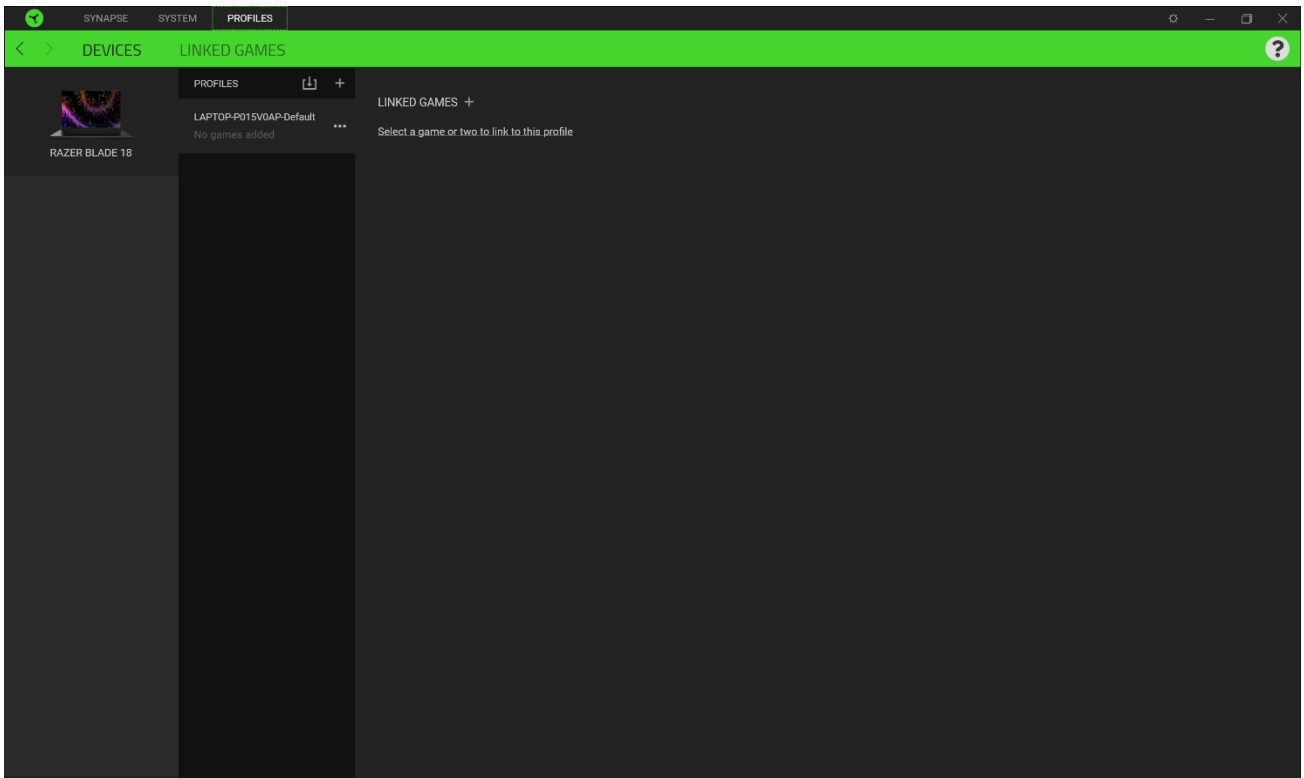 SYNAPSE SYSTEM PROFILES
DEVICES LINKED GAMES ?
PROFILES
LAPTOP-P015V0AP-Default
No games added
RAZER BLADE 18
LINKED GAMES +
Select a game or two to link to this profile